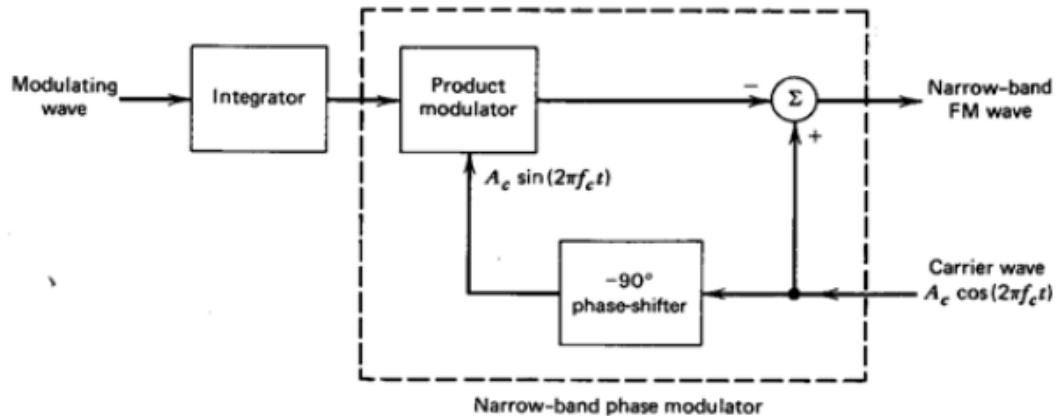 Modulating
wave
Integrator
Product
modulator
−
Σ
+
Narrow-band
FM wave
A_c sin(2πf_c t)
−90°
phase-shifter
Carrier wave
A_c cos(2πf_c t)
Narrow-band phase modulator